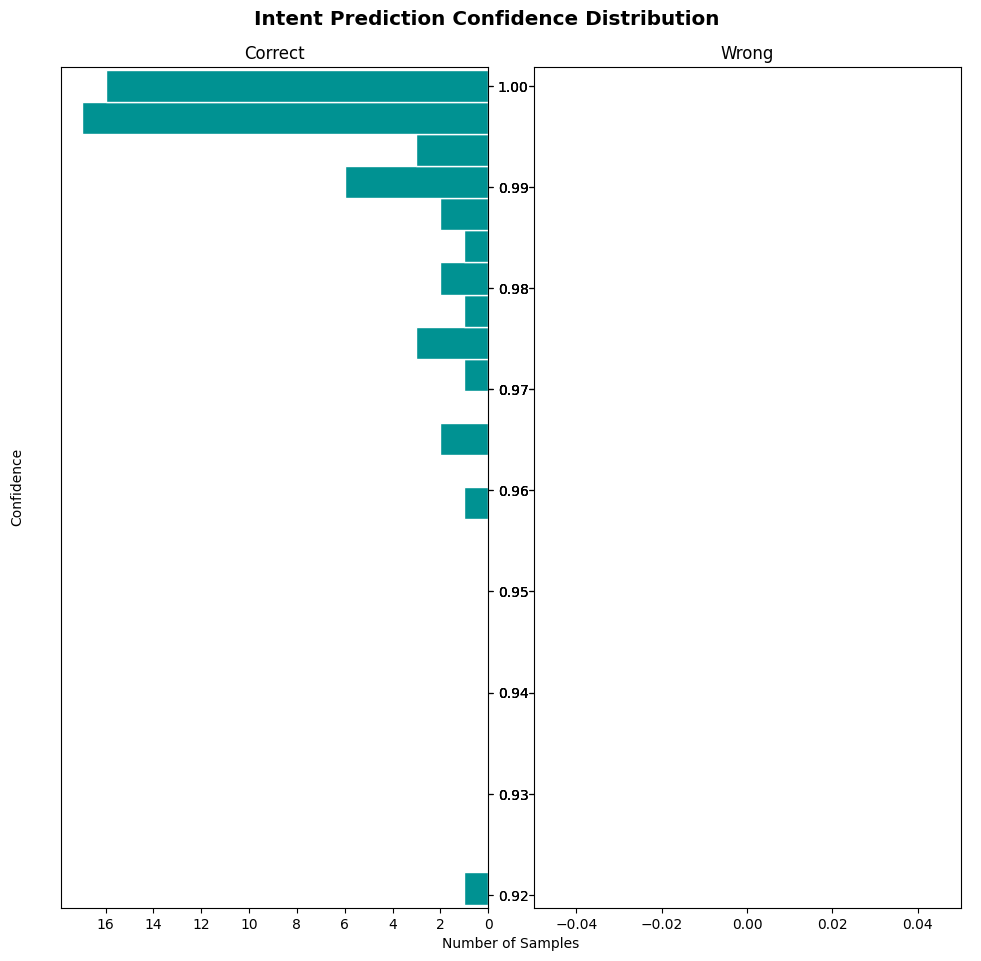 Intent Prediction Confidence Distribution
Correct
Wrong
Confidence
1.00
0.99
0.98
0.97
0.96
0.95
0.94
0.93
0.92
16 14 12 10 8 6 4 2 0
−0.04 −0.02 0.00 0.02 0.04
Number of Samples